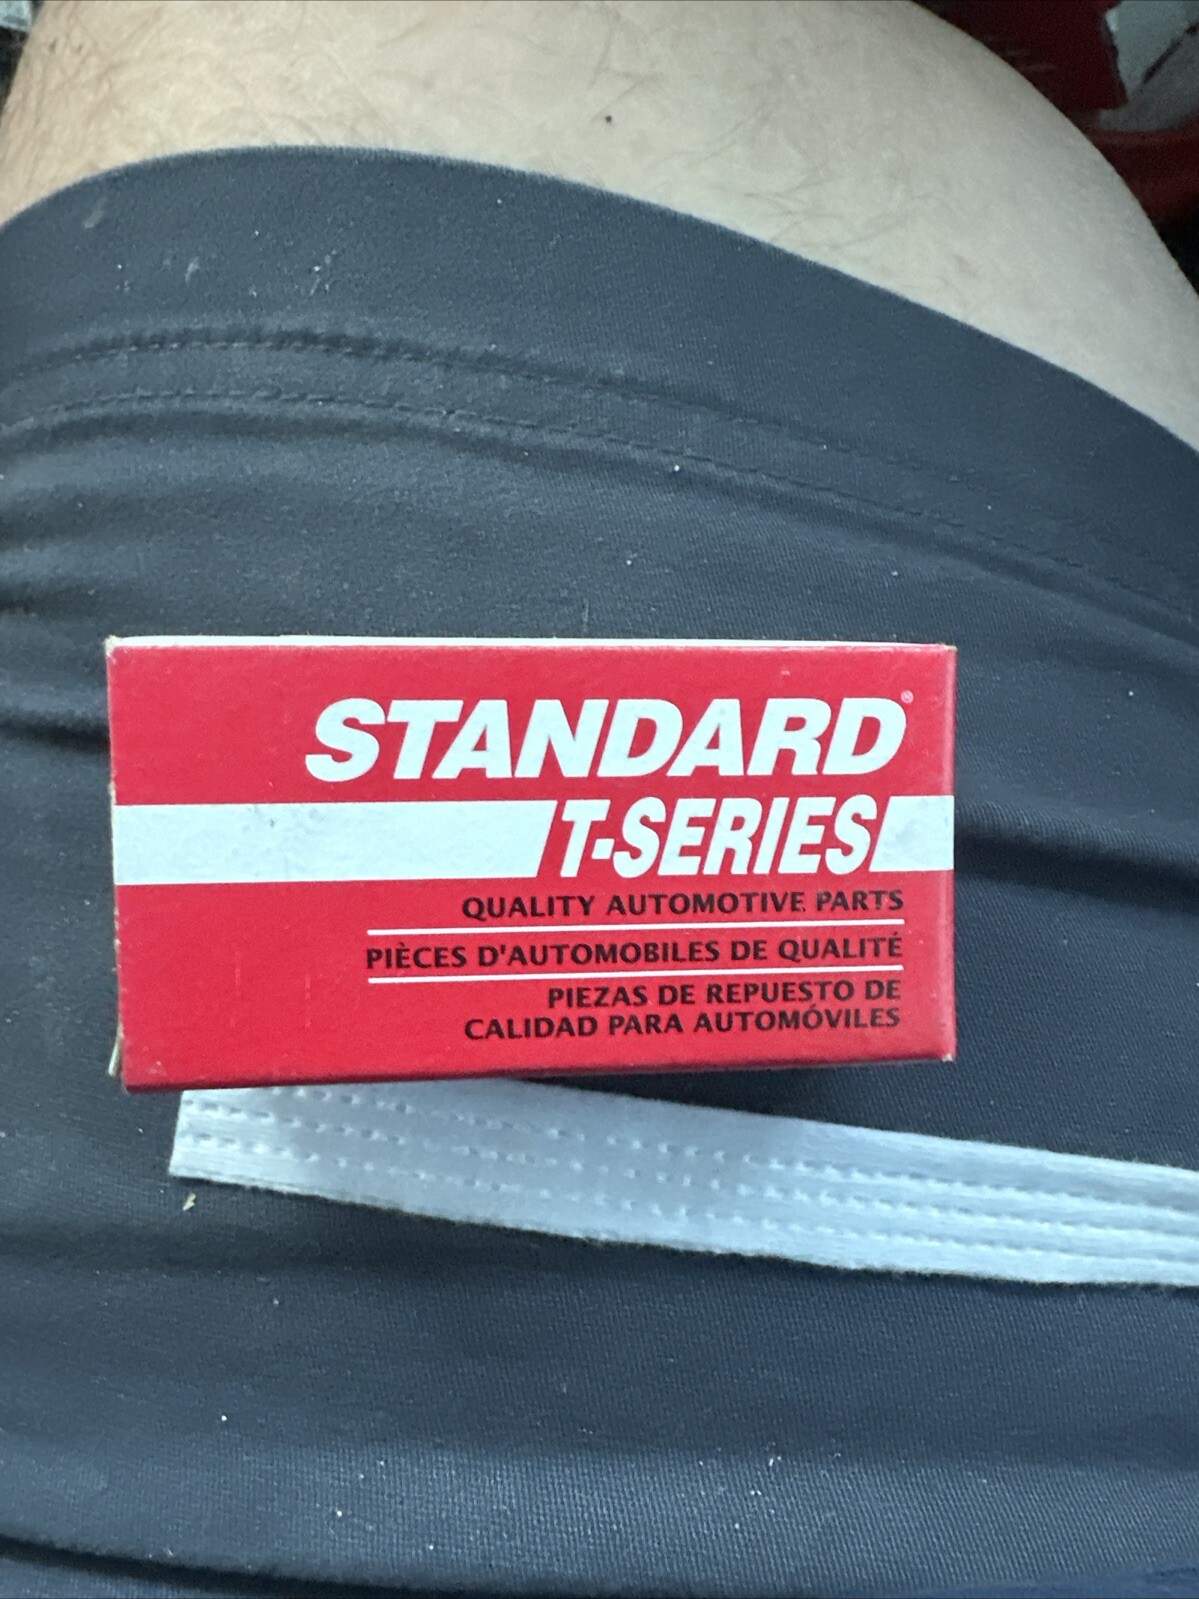 STANDARD®
T-SERIES
QUALITY AUTOMOTIVE PARTS
PIÈCES D'AUTOMOBILES DE QUALITÉ
PIEZAS DE REPUESTO DE
CALIDAD PARA AUTOMÓVILES